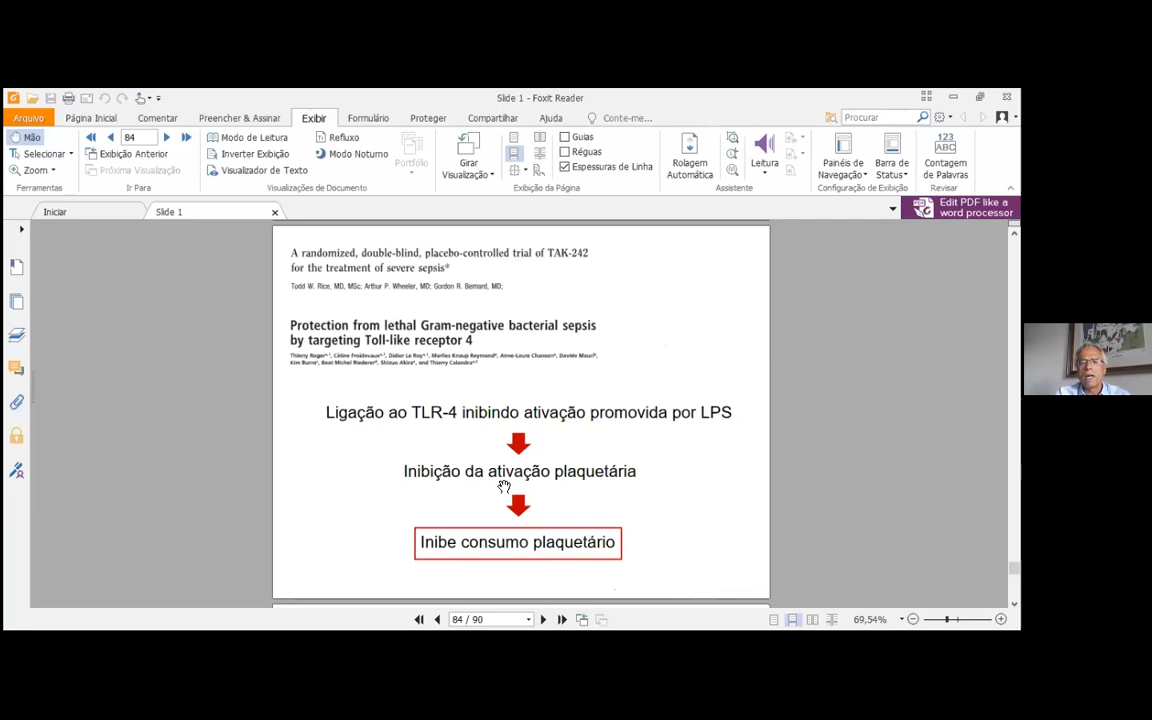 Slide 1 - Foxit Reader
Arquivo
Página Inicial
Comentar
Preencher & Assinar
Exibir
Formulário
Proteger
Compartilhar
Ajuda
Conte-me...
Procurar
Mão
84
Modo de Leitura
Refluxo
Guias
Selecionar
Exibição Anterior
Inverter Exibição
Modo Noturno
Réguas
Zoom
Próxima Visualização
Visualizador de Texto
Portfólio
Girar
Visualização
Espessuras de Linha
Rolagem
Automática
Leitura
Painéis de
Navegação
Barra de
Status
123
ABC
Contagem
de Palavras
Ferramentas
Ir Para
Visualizações de Documento
Exibição da Página
Assistente
Configuração de Exibição
Revisar
Iniciar
Slide 1
Edit PDF like a
word processor
A randomized, double-blind, placebo-controlled trial of TAK-242
for the treatment of severe sepsis*
Todd W. Rice, MD, MSc; Arthur P. Wheeler, MD; Gordon R. Bernard, MD;
Protection from lethal Gram-negative bacterial sepsis
by targeting Toll-like receptor 4
Ligação ao TLR-4 inibindo ativação promovida por LPS
Inibição da ativação plaquetária
Inibe consumo plaquetário
84 / 90
69,54%